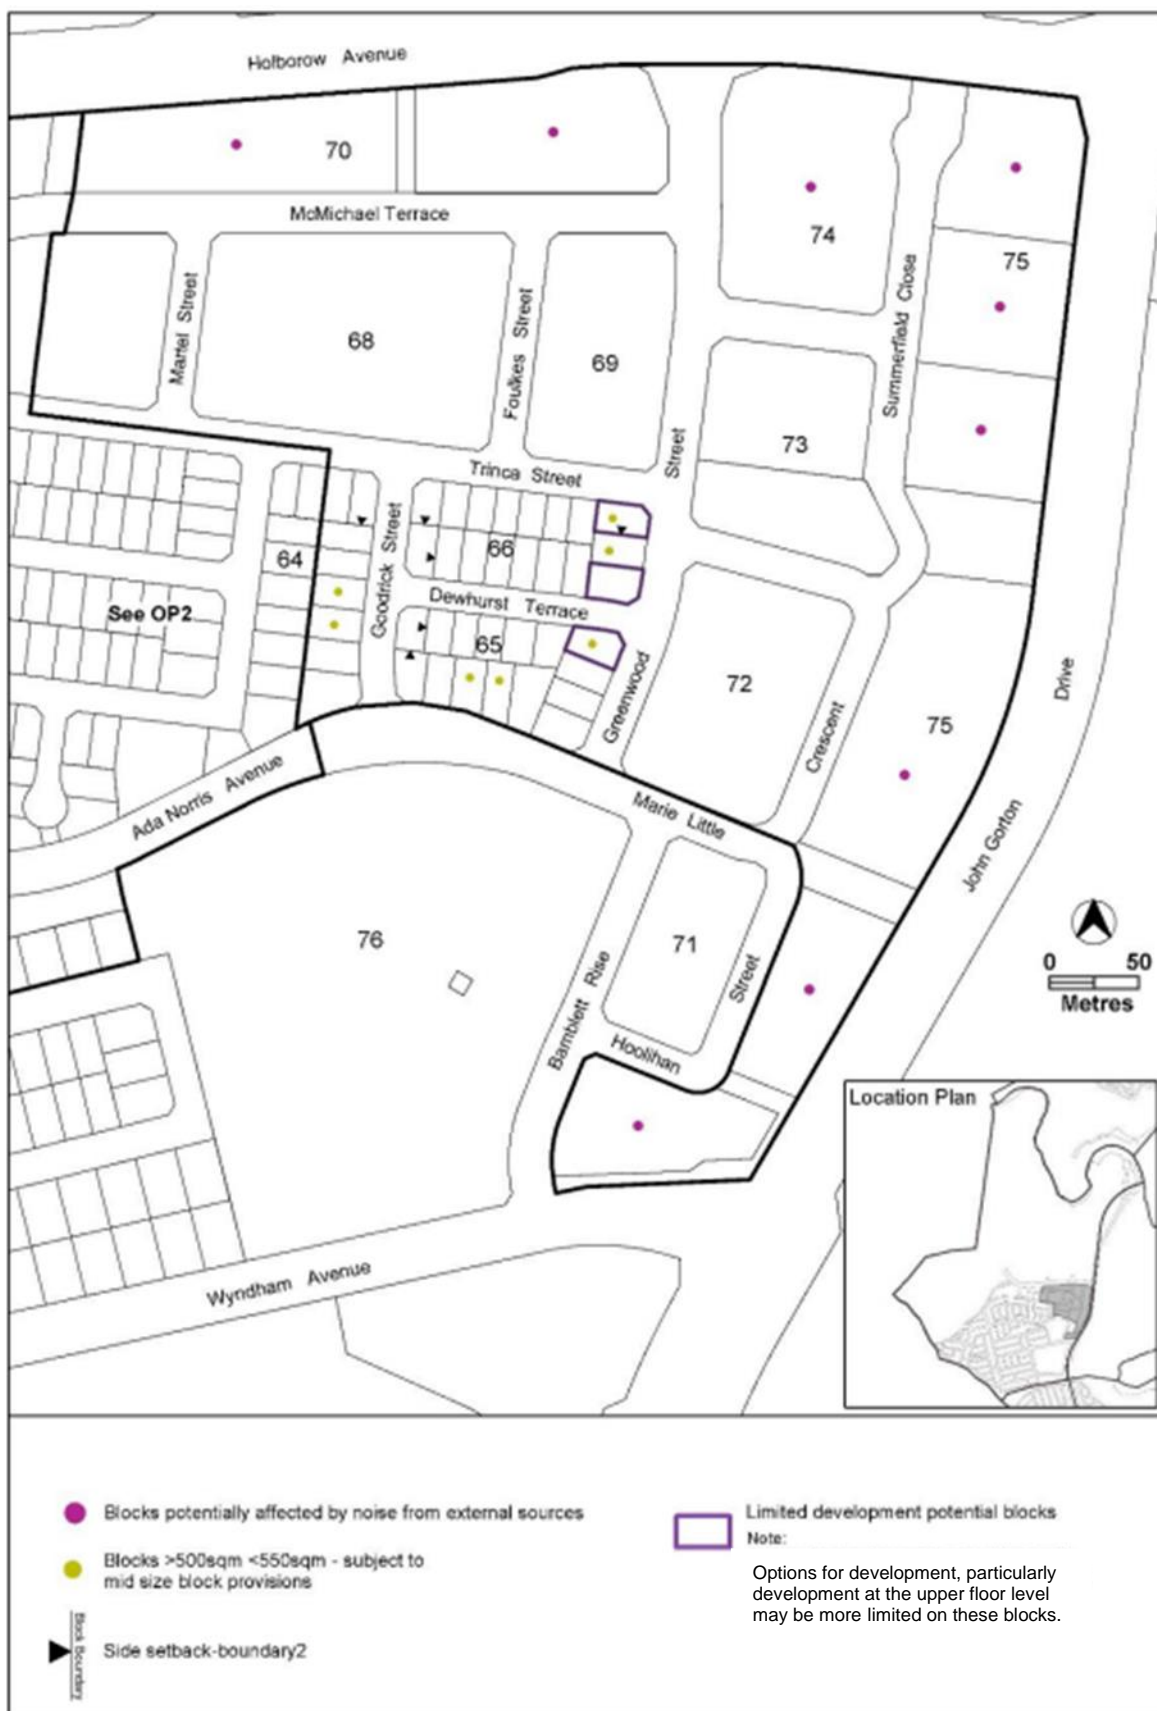 Holborow Avenue
70
McMichael Terrace
74
75
Martel Street
68
Foulkes Street
69
Summerfield Close
73
Street
Trinca Street
64
Goodrick Street
66
See OP2
Dewhurst Terrace
65
Greenwood
72
Crescent
75
Drive
Ada Norris Avenue
Marie Little
John Gorton
76
71
Barnblett Rise
Street
Hoolihan
0 50
Metres
Location Plan
Wyndham Avenue
Blocks potentially affected by noise from external sources
Blocks >500sqm <550sqm - subject to
mid size block provisions
Block Boundary
Side setback-boundary2
Limited development potential blocks
Note:
Options for development, particularly
development at the upper floor level
may be more limited on these blocks.